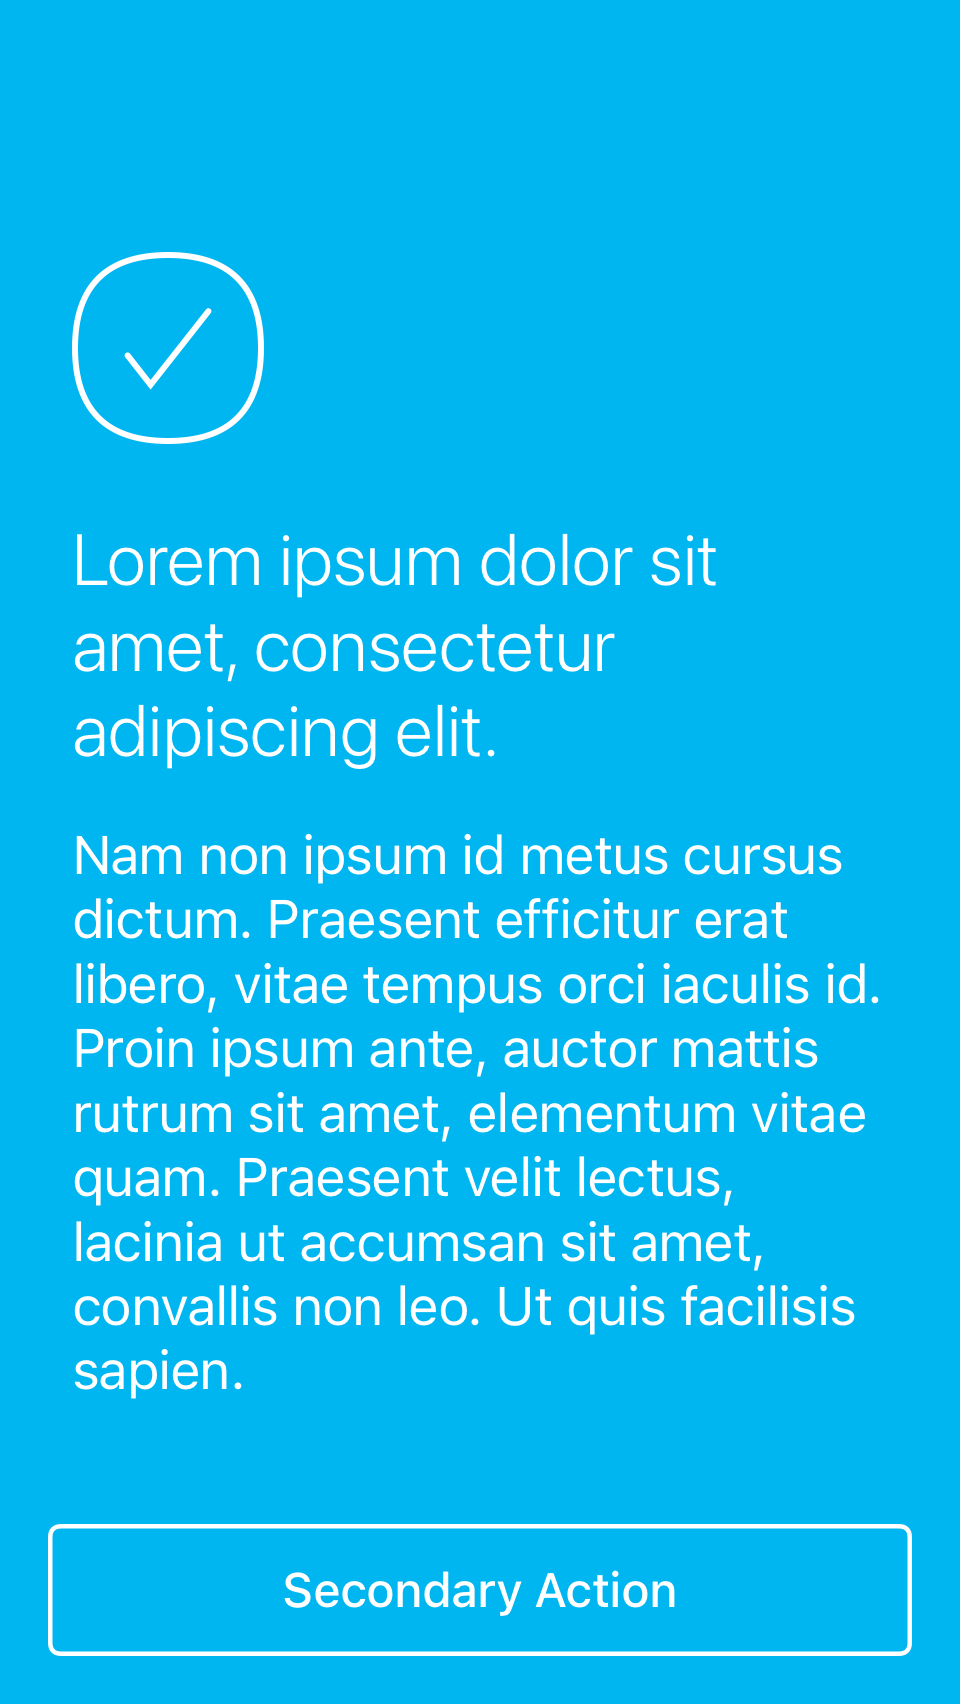 Lorem ipsum dolor sit
amet, consectetur
adipiscing elit.
Nam non ipsum id metus cursus
dictum. Praesent efficitur erat
libero, vitae tempus orci iaculis id.
Proin ipsum ante, auctor mattis
rutrum sit amet, elementum vitae
quam. Praesent velit lectus,
lacinia ut accumsan sit amet,
convallis non leo. Ut quis facilisis
sapien.
Secondary Action